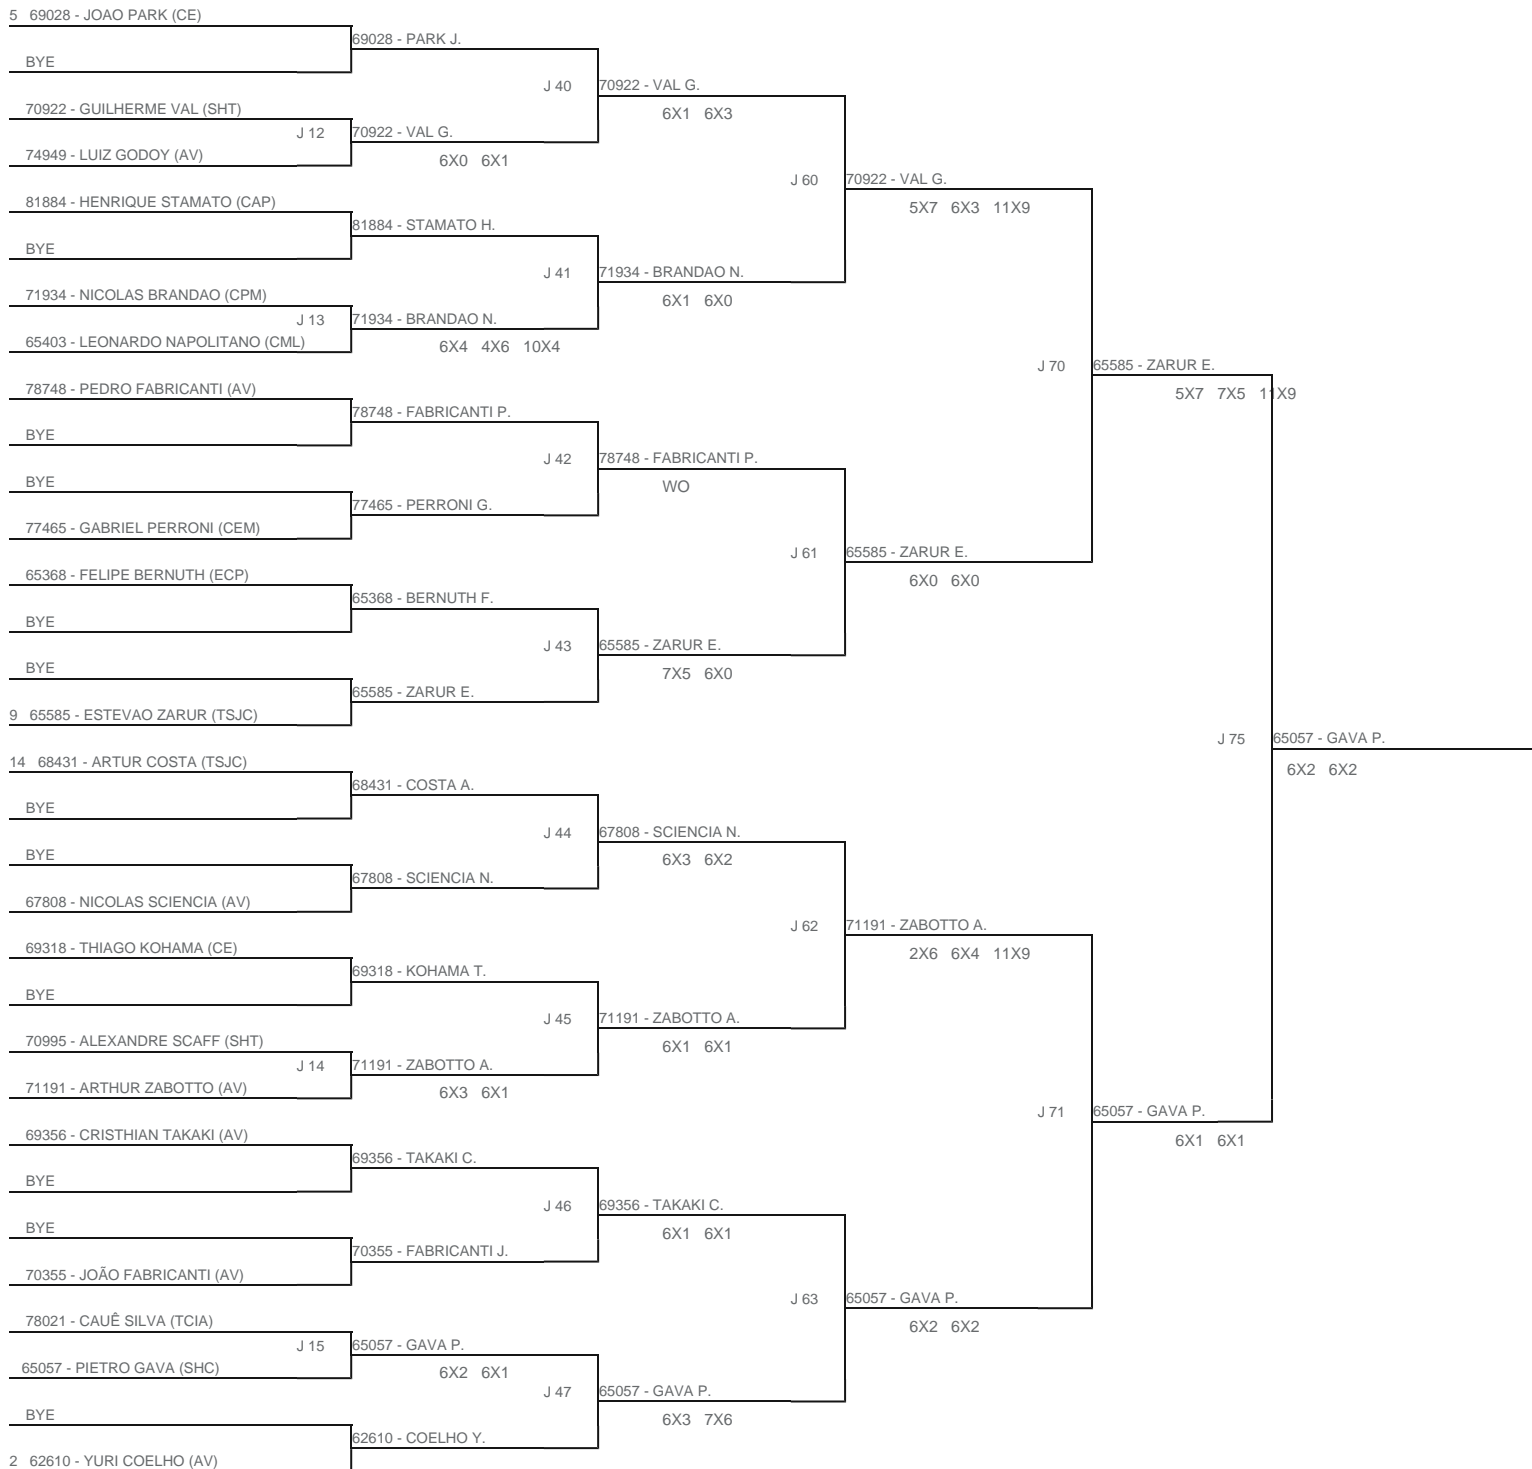 5 69028 - JOAO PARK (CE)
69028 - PARK J.
BYE
J 40
70922 - VAL G.
6X1 6X3
70922 - GUILHERME VAL (SHT)
J 12
70922 - VAL G.
74949 - LUIZ GODOY (AV)
6X0 6X1
J 60
70922 - VAL G.
5X7 6X3 11X9
81884 - HENRIQUE STAMATO (CAP)
81884 - STAMATO H.
BYE
J 41
71934 - BRANDAO N.
6X1 6X0
71934 - NICOLAS BRANDAO (CPM)
J 13
71934 - BRANDAO N.
65403 - LEONARDO NAPOLITANO (CML)
6X4 4X6 10X4
J 70
65585 - ZARUR E.
5X7 7X5 11X9
78748 - PEDRO FABRICANTI (AV)
78748 - FABRICANTI P.
BYE
J 42
78748 - FABRICANTI P.
WO
BYE
77465 - PERRONI G.
77465 - GABRIEL PERRONI (CEM)
J 61
65585 - ZARUR E.
6X0 6X0
65368 - FELIPE BERNUTH (ECP)
65368 - BERNUTH F.
BYE
J 43
65585 - ZARUR E.
7X5 6X0
BYE
65585 - ZARUR E.
9 65585 - ESTEVAO ZARUR (TSJC)
J 75
65057 - GAVA P.
6X2 6X2
14 68431 - ARTUR COSTA (TSJC)
68431 - COSTA A.
BYE
J 44
67808 - SCIENCIA N.
6X3 6X2
BYE
67808 - SCIENCIA N.
67808 - NICOLAS SCIENCIA (AV)
J 62
71191 - ZABOTTO A.
2X6 6X4 11X9
69318 - THIAGO KOHAMA (CE)
69318 - KOHAMA T.
BYE
J 45
71191 - ZABOTTO A.
6X1 6X1
70995 - ALEXANDRE SCAFF (SHT)
J 14
71191 - ZABOTTO A.
71191 - ARTHUR ZABOTTO (AV)
6X3 6X1
J 71
65057 - GAVA P.
6X1 6X1
69356 - CRISTHIAN TAKAKI (AV)
69356 - TAKAKI C.
BYE
J 46
69356 - TAKAKI C.
6X1 6X1
BYE
70355 - FABRICANTI J.
70355 - JOÃO FABRICANTI (AV)
J 63
65057 - GAVA P.
6X2 6X2
78021 - CAUÊ SILVA (TCIA)
J 15
65057 - GAVA P.
65057 - PIETRO GAVA (SHC)
6X2 6X1
J 47
65057 - GAVA P.
6X3 7X6
BYE
62610 - COELHO Y.
2 62610 - YURI COELHO (AV)